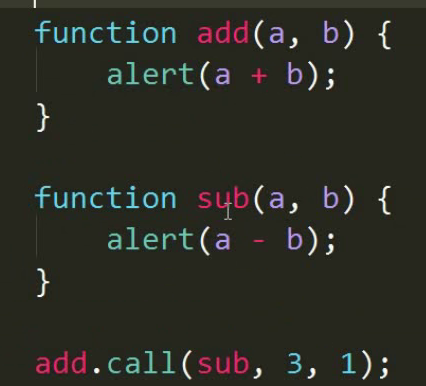 function add(a, b) {
    alert(a + b);
}
function sub(a, b) {
    alert(a - b);
}
add.call(sub, 3, 1);